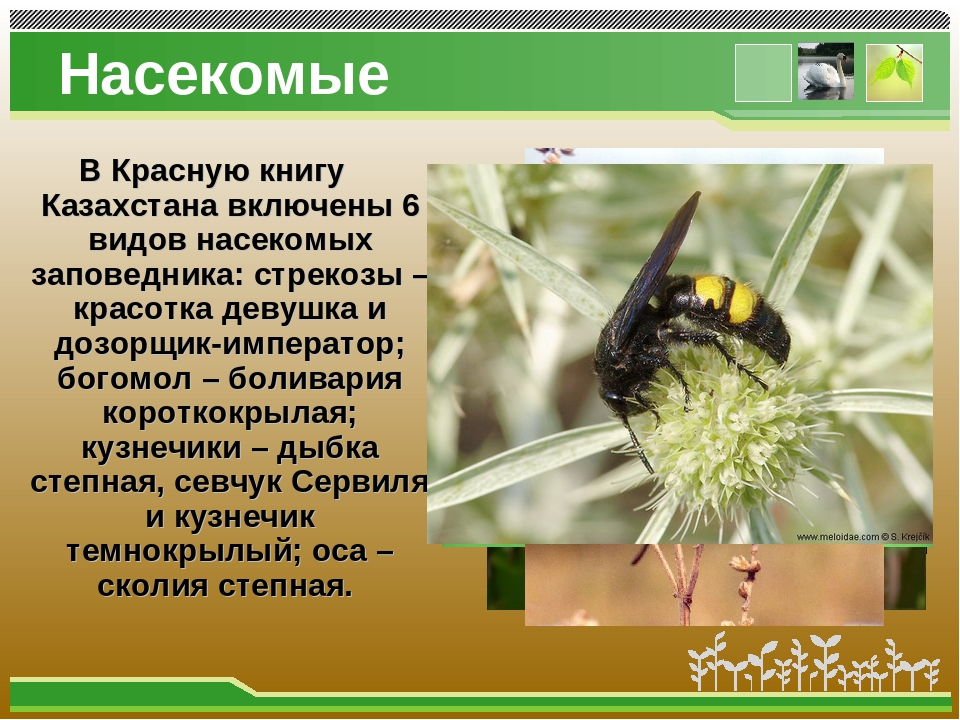 Насекомые
В Красную книгу
Казахстана включены 6
видов насекомых
заповедника: стрекозы –
красотка девушка и
дозорщик-император;
богомол – боливария
короткокрылая;
кузнечики – дыбка
степная, севчук Сервиля
и кузнечик
темнокрылый; оса –
сколия степная.
www.meloidae.com © S. Krejčík